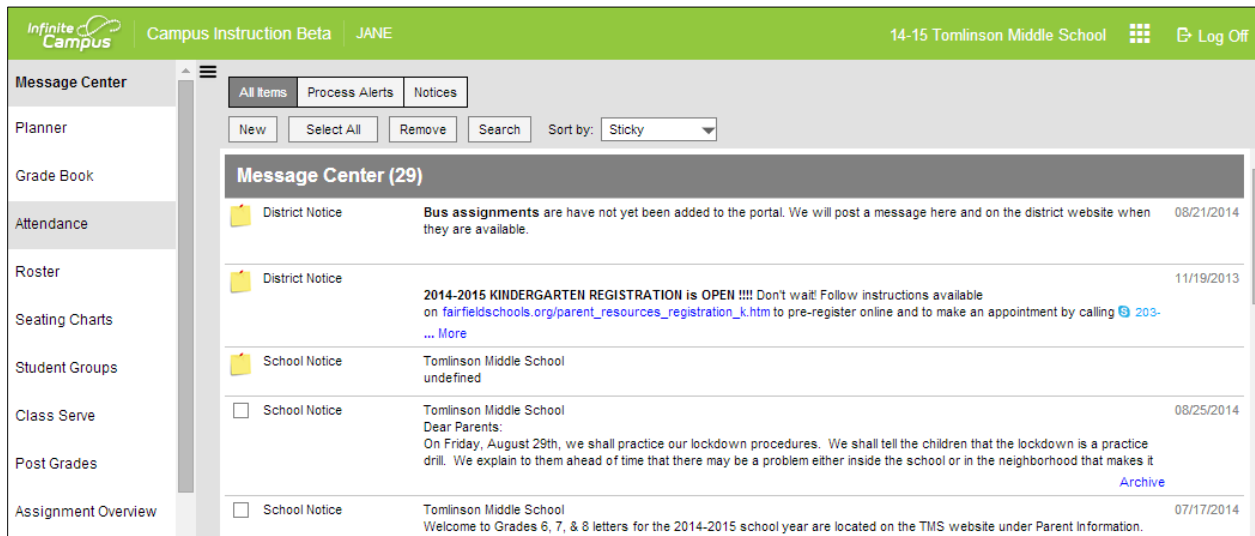 Infinite Campus
Campus Instruction Beta
JANE
14-15 Tomlinson Middle School
Log Off
Message Center
Planner
Grade Book
Attendance
Roster
Seating Charts
Student Groups
Class Serve
Post Grades
Assignment Overview
All Items
Process Alerts
Notices
New
Select All
Remove
Search
Sort by: Sticky
Message Center (29)
District Notice
Bus assignments are have not yet been added to the portal. We will post a message here and on the district website when
they are available.
08/21/2014
District Notice
2014-2015 KINDERGARTEN REGISTRATION is OPEN !!!! Don't wait! Follow instructions available
on fairfieldschools.org/parent_resources_registration_k.htm to pre-register online and to make an appointment by calling S 203-
... More
11/19/2013
School Notice
Tomlinson Middle School
undefined
School Notice
Tomlinson Middle School
Dear Parents:
On Friday, August 29th, we shall practice our lockdown procedures. We shall tell the children that the lockdown is a practice
drill. We explain to them ahead of time that there may be a problem either inside the school or in the neighborhood that makes it
08/25/2014
Archive
School Notice
Tomlinson Middle School
Welcome to Grades 6, 7, & 8 letters for the 2014-2015 school year are located on the TMS website under Parent Information.
07/17/2014